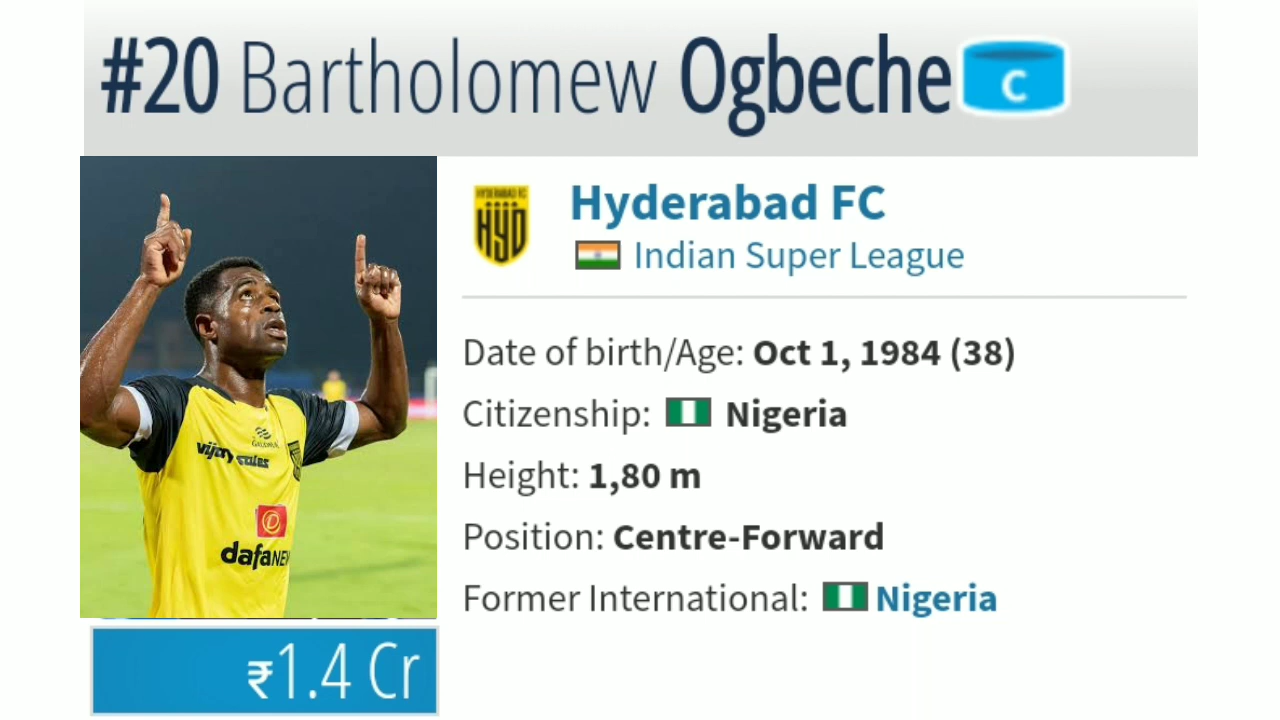 #20 Bartholomew Ogbeche C
HYDERABAD FC
HYD
Hyderabad FC
Indian Super League
Date of birth/Age: Oct 1, 1984 (38)
Citizenship: Nigeria
Height: 1,80 m
Position: Centre-Forward
Former International: Nigeria
vijay sales
dafaNEW
₹1.4 Cr